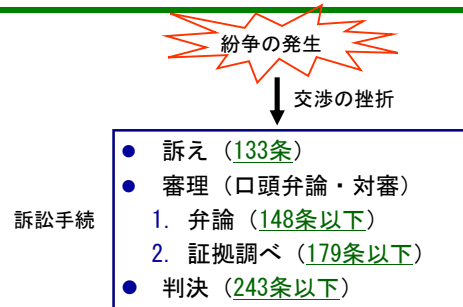 紛争の発生
交渉の挫折
訴訟手続
● 訴え（133条）
● 審理（口頭弁論・対審）
1. 弁論（148条以下）
2. 証拠調べ（179条以下）
● 判決（243条以下）